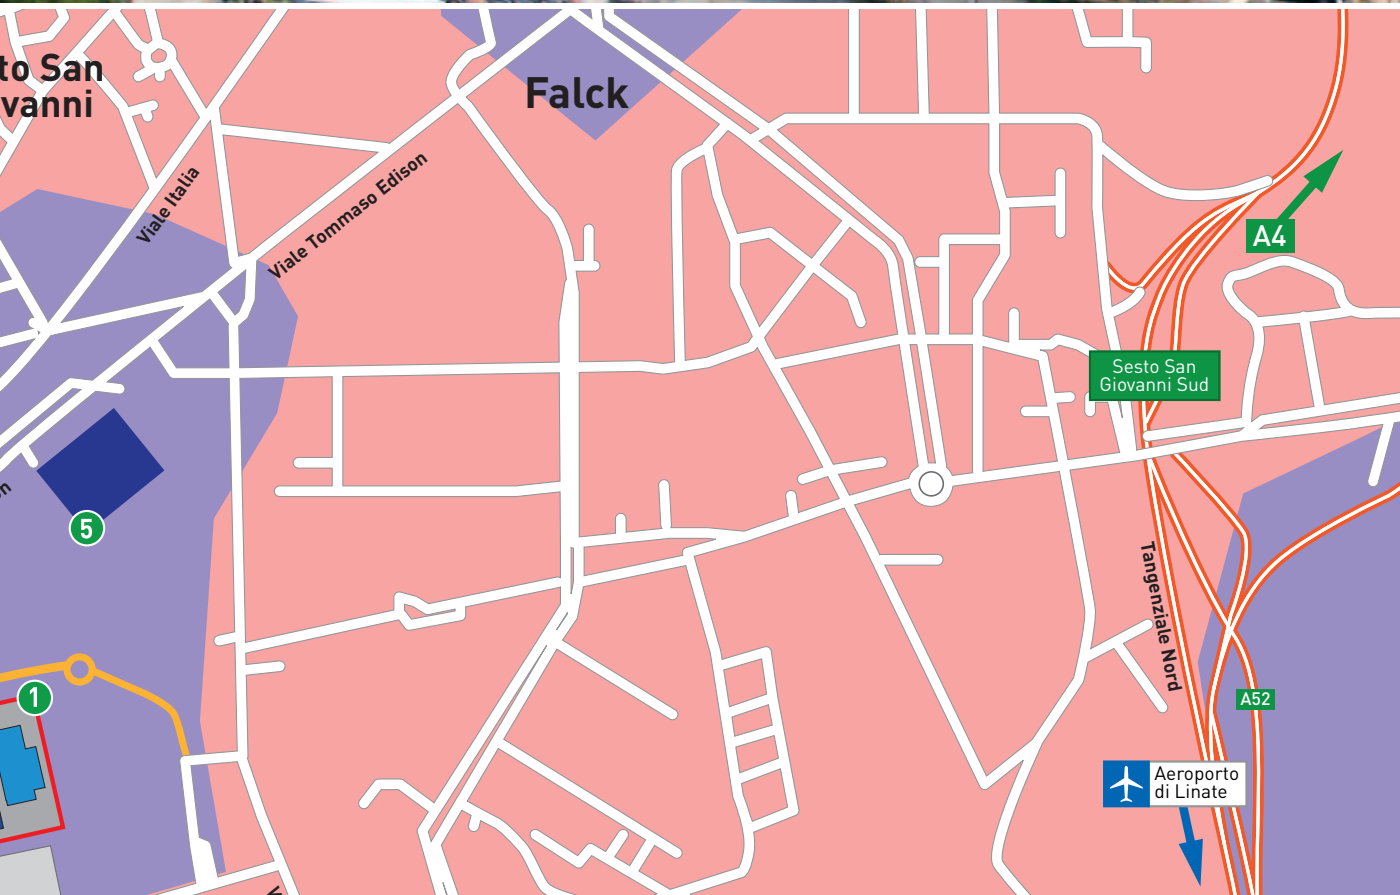 to San
vanni
Falck
Viale Italia
Viale Tommaso Edison
A4
Sesto San
Giovanni Sud
5
Tangenziale Nord
1
A52
Aeroporto
di Linate